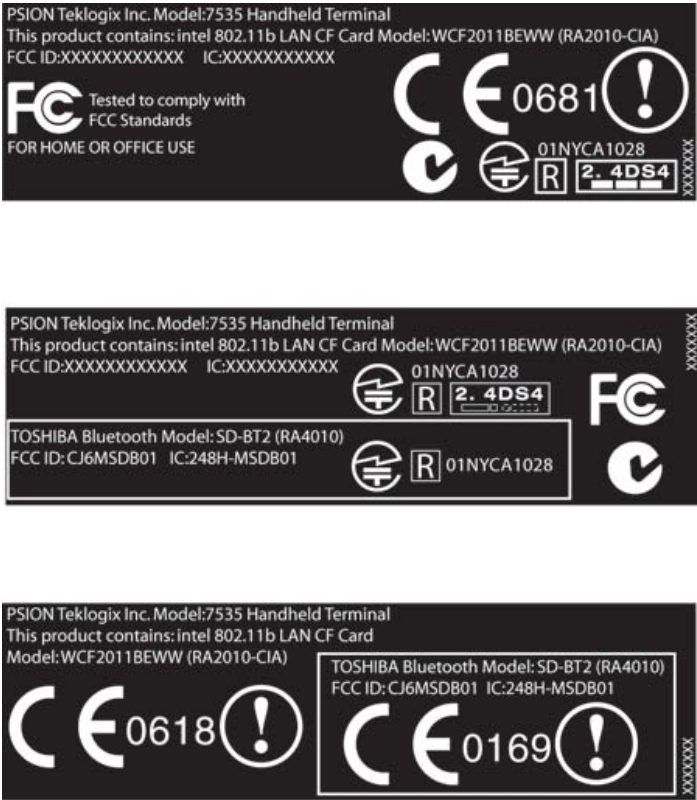 PSION Teklogix Inc. Model:7535 Handheld Terminal
This product contains: intel 802.11b LAN CF Card Model: WCF2011BEWW (RA2010-CIA)
FCC ID:XXXXXXXXXXXX IC:XXXXXXXXXXX
FC Tested to comply with
FCC Standards
CE0681!
FOR HOME OR OFFICE USE
01NYCA1028
R 2. 4DS4
XXXXXXX
PSION Teklogix Inc. Model:7535 Handheld Terminal
This product contains: intel 802.11b LAN CF Card Model: WCF2011BEWW (RA2010-CIA)
FCC ID:XXXXXXXXXXXX IC:XXXXXXXXXXX
01NYCA1028
R 2. 4DS4
FC
XXXXXXX
TOSHIBA Bluetooth Model: SD-BT2 (RA4010)
FCC ID: CJ6MSDB01 IC:248H-MSDB01
R 01NYCA1028
PSION Teklogix Inc. Model:7535 Handheld Terminal
This product contains: intel 802.11b LAN CF Card
Model: WCF2011BEWW (RA2010-CIA)
CE0618!
TOSHIBA Bluetooth Model: SD-BT2 (RA4010)
FCC ID: CJ6MSDB01 IC:248H-MSDB01
CE0169!
XXXXXXX